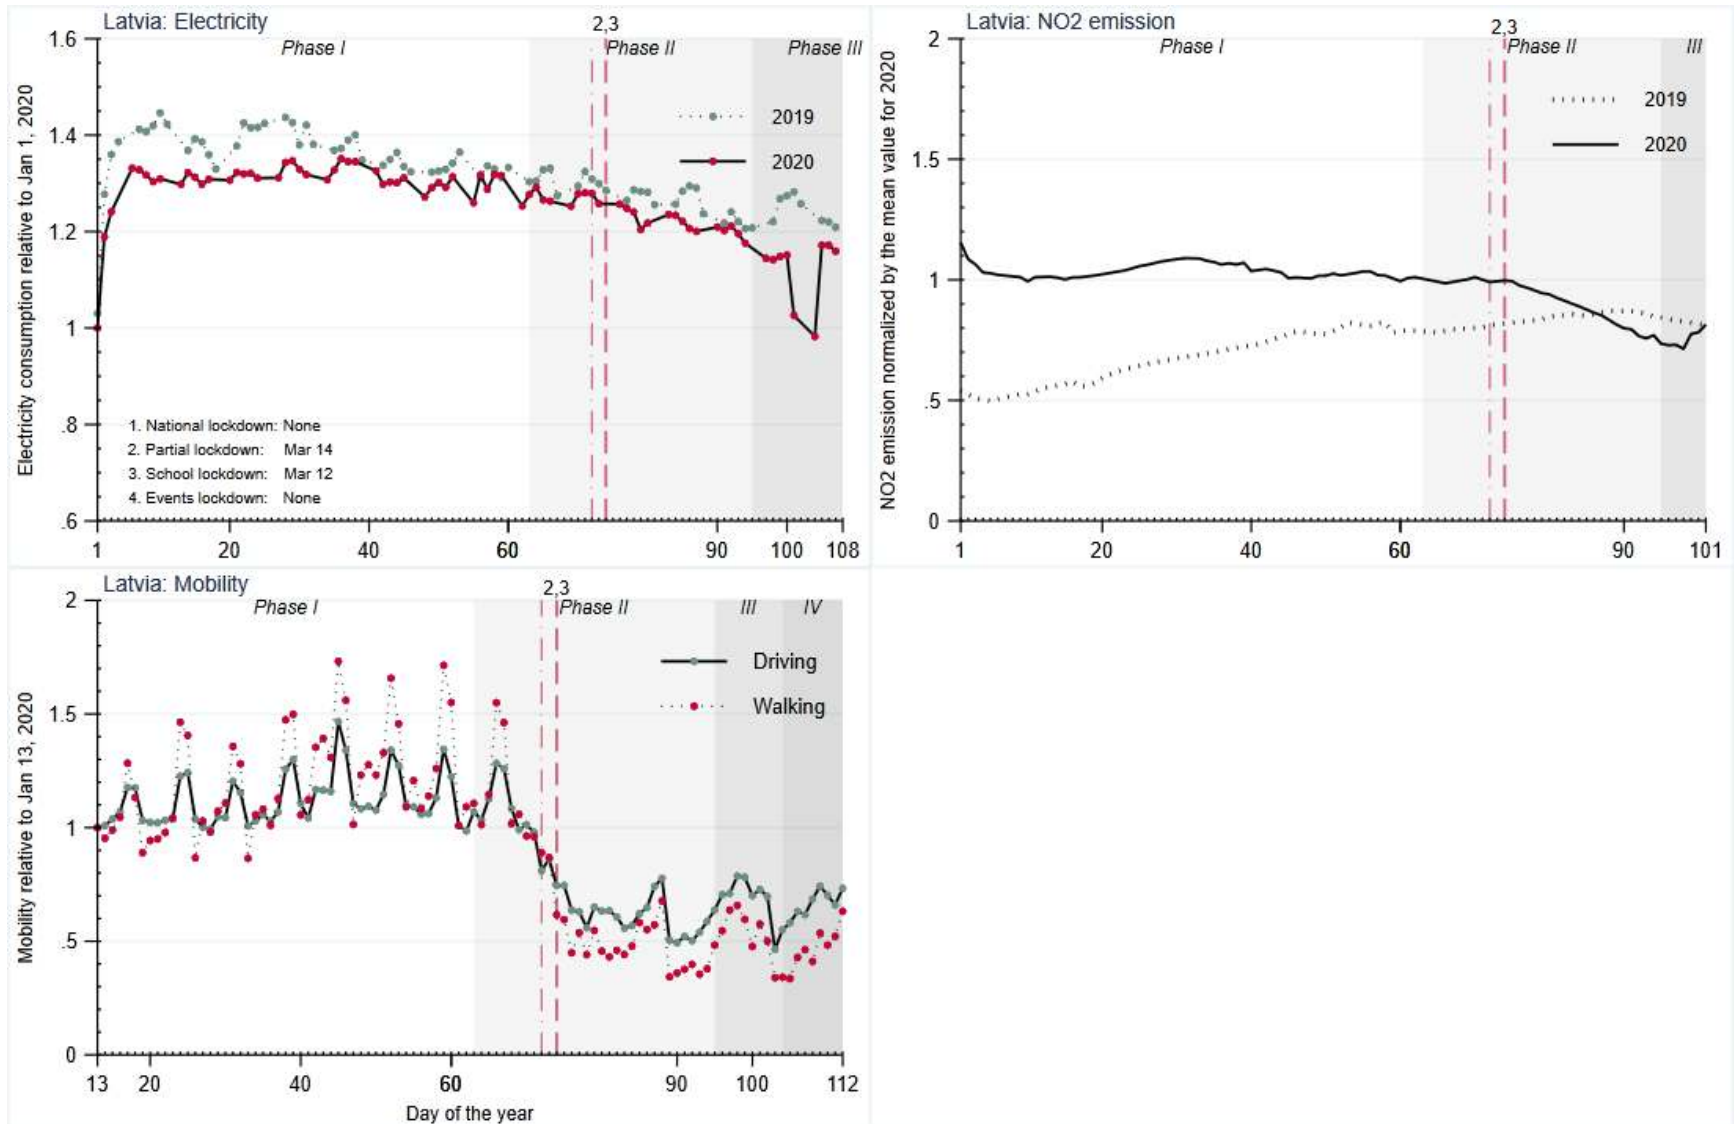 Latvia: Electricity
2,3
1.6
Phase I
Phase II
Phase III
2019
2020
1.4
1.2
1
.8
.6
Electricity consumption relative to Jan 1, 2020
1. National lockdown: None
2. Partial lockdown: Mar 14
3. School lockdown: Mar 12
4. Events lockdown: None
1 20 40 60 90 100 108
Latvia: NO2 emission
2,3
2
Phase I
Phase II
III
2019
2020
1.5
1
.5
0
NO2 emission normalized by the mean value for 2020
1 20 40 60 90 101
Latvia: Mobility
2,3
2
Phase I
Phase II
III
IV
Driving
Walking
1.5
1
.5
0
Mobility relative to Jan 13, 2020
13 20 40 60 90 100 112
Day of the year